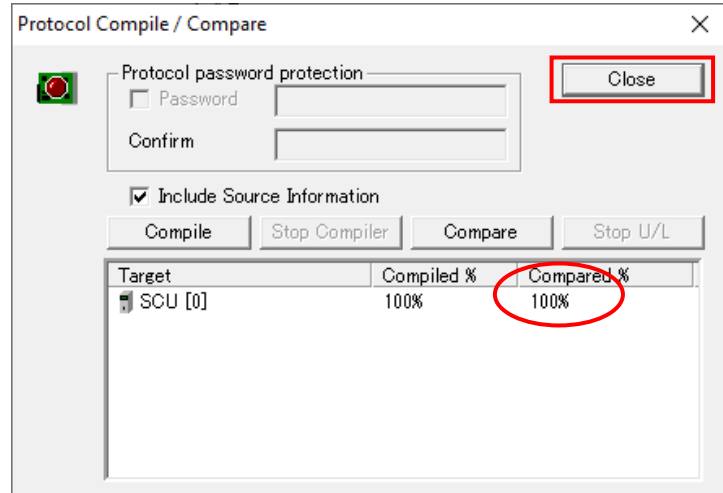 Protocol Compile / Compare
Protocol password protection
Close
Password
Confirm
Include Source Information
Compile Stop Compiler Compare Stop U/L
Target Compiled % Compared %
SCU [0] 100% 100%